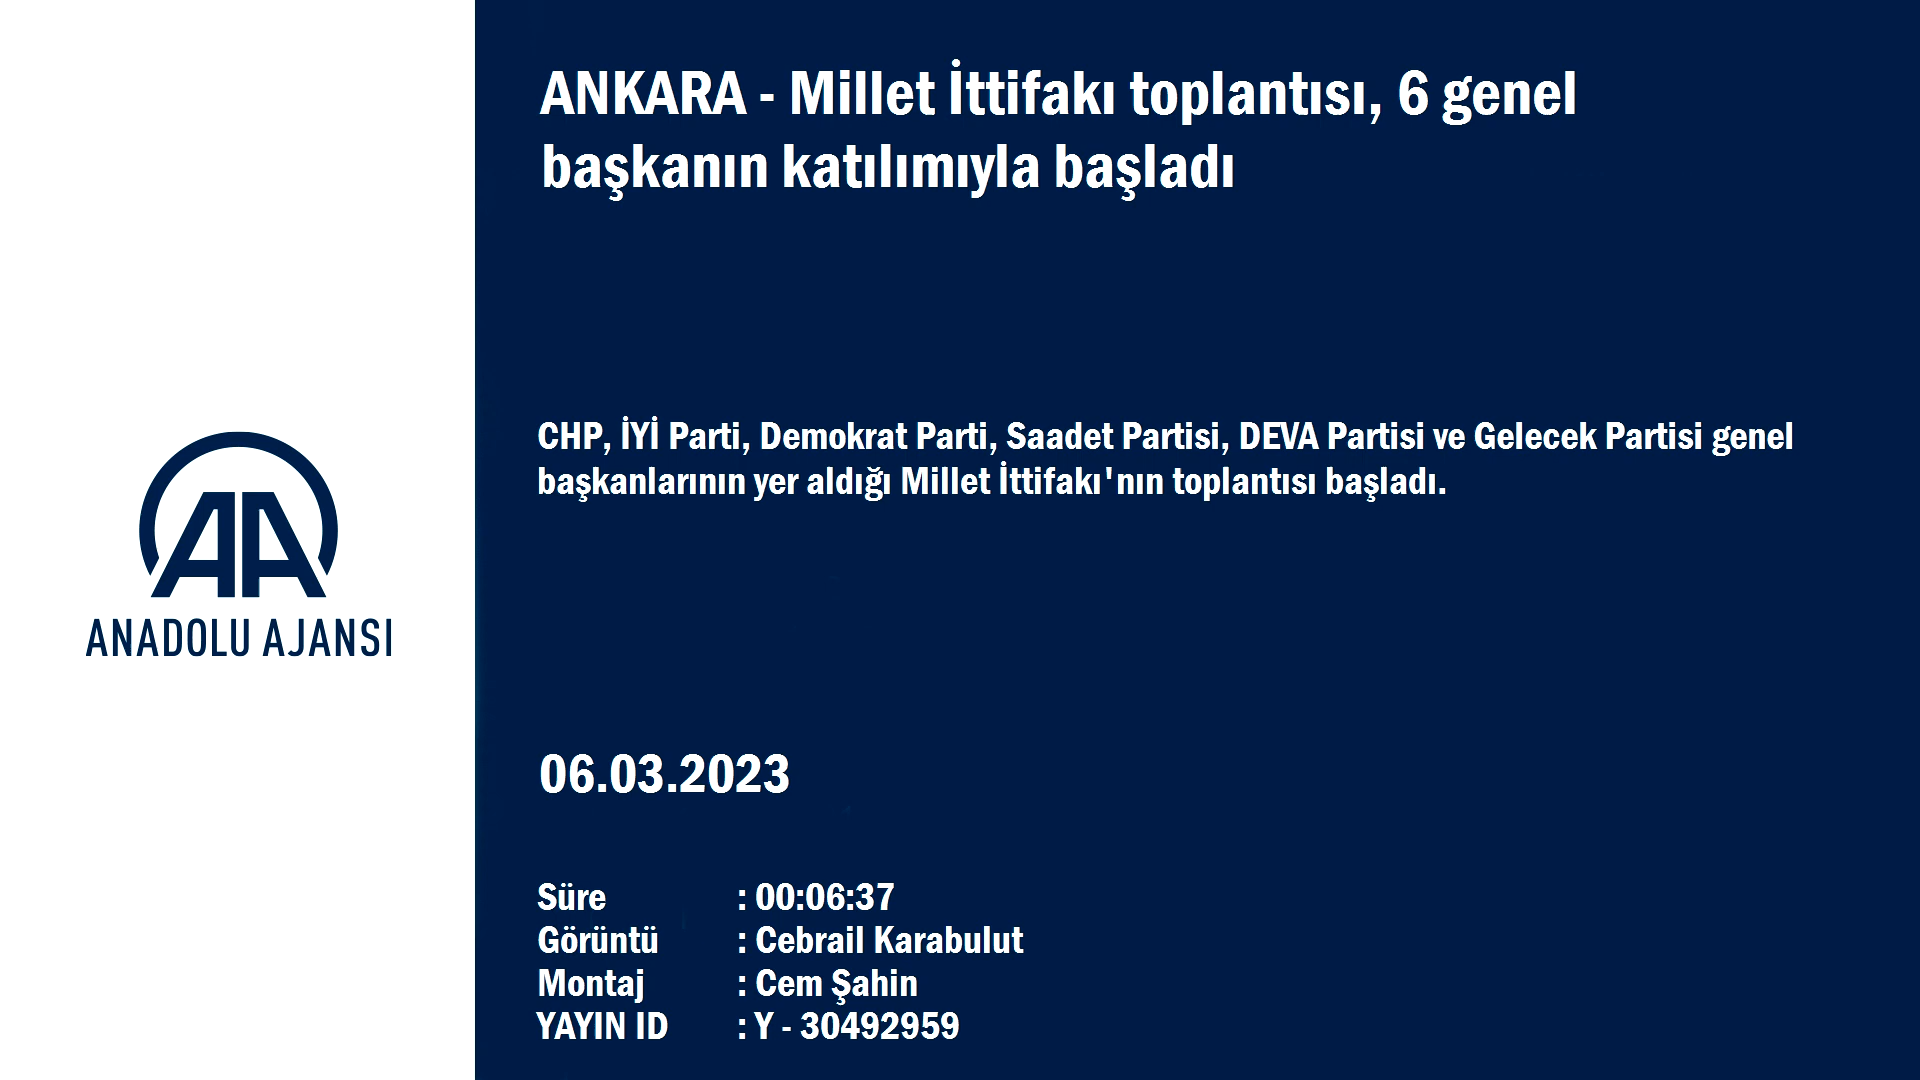 ANKARA - Millet İttifakı toplantısı, 6 genel
başkanın katılımıyla başladı
CHP, İYİ Parti, Demokrat Parti, Saadet Partisi, DEVA Partisi ve Gelecek Partisi genel
başkanlarının yer aldığı Millet İttifakı'nın toplantısı başladı.
AA
ANADOLU AJANSI
06.03.2023
Süre : 00:06:37
Görüntü : Cebrail Karabulut
Montaj : Cem Şahin
YAYIN ID : Y - 30492959